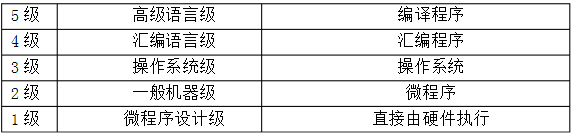 5 级 高级语言级 编译程序
4 级 汇编语言级 汇编程序
3 级 操作系统级 操作系统
2 级 一般机器级 微程序
1 级 微程序设计级 直接由硬件执行